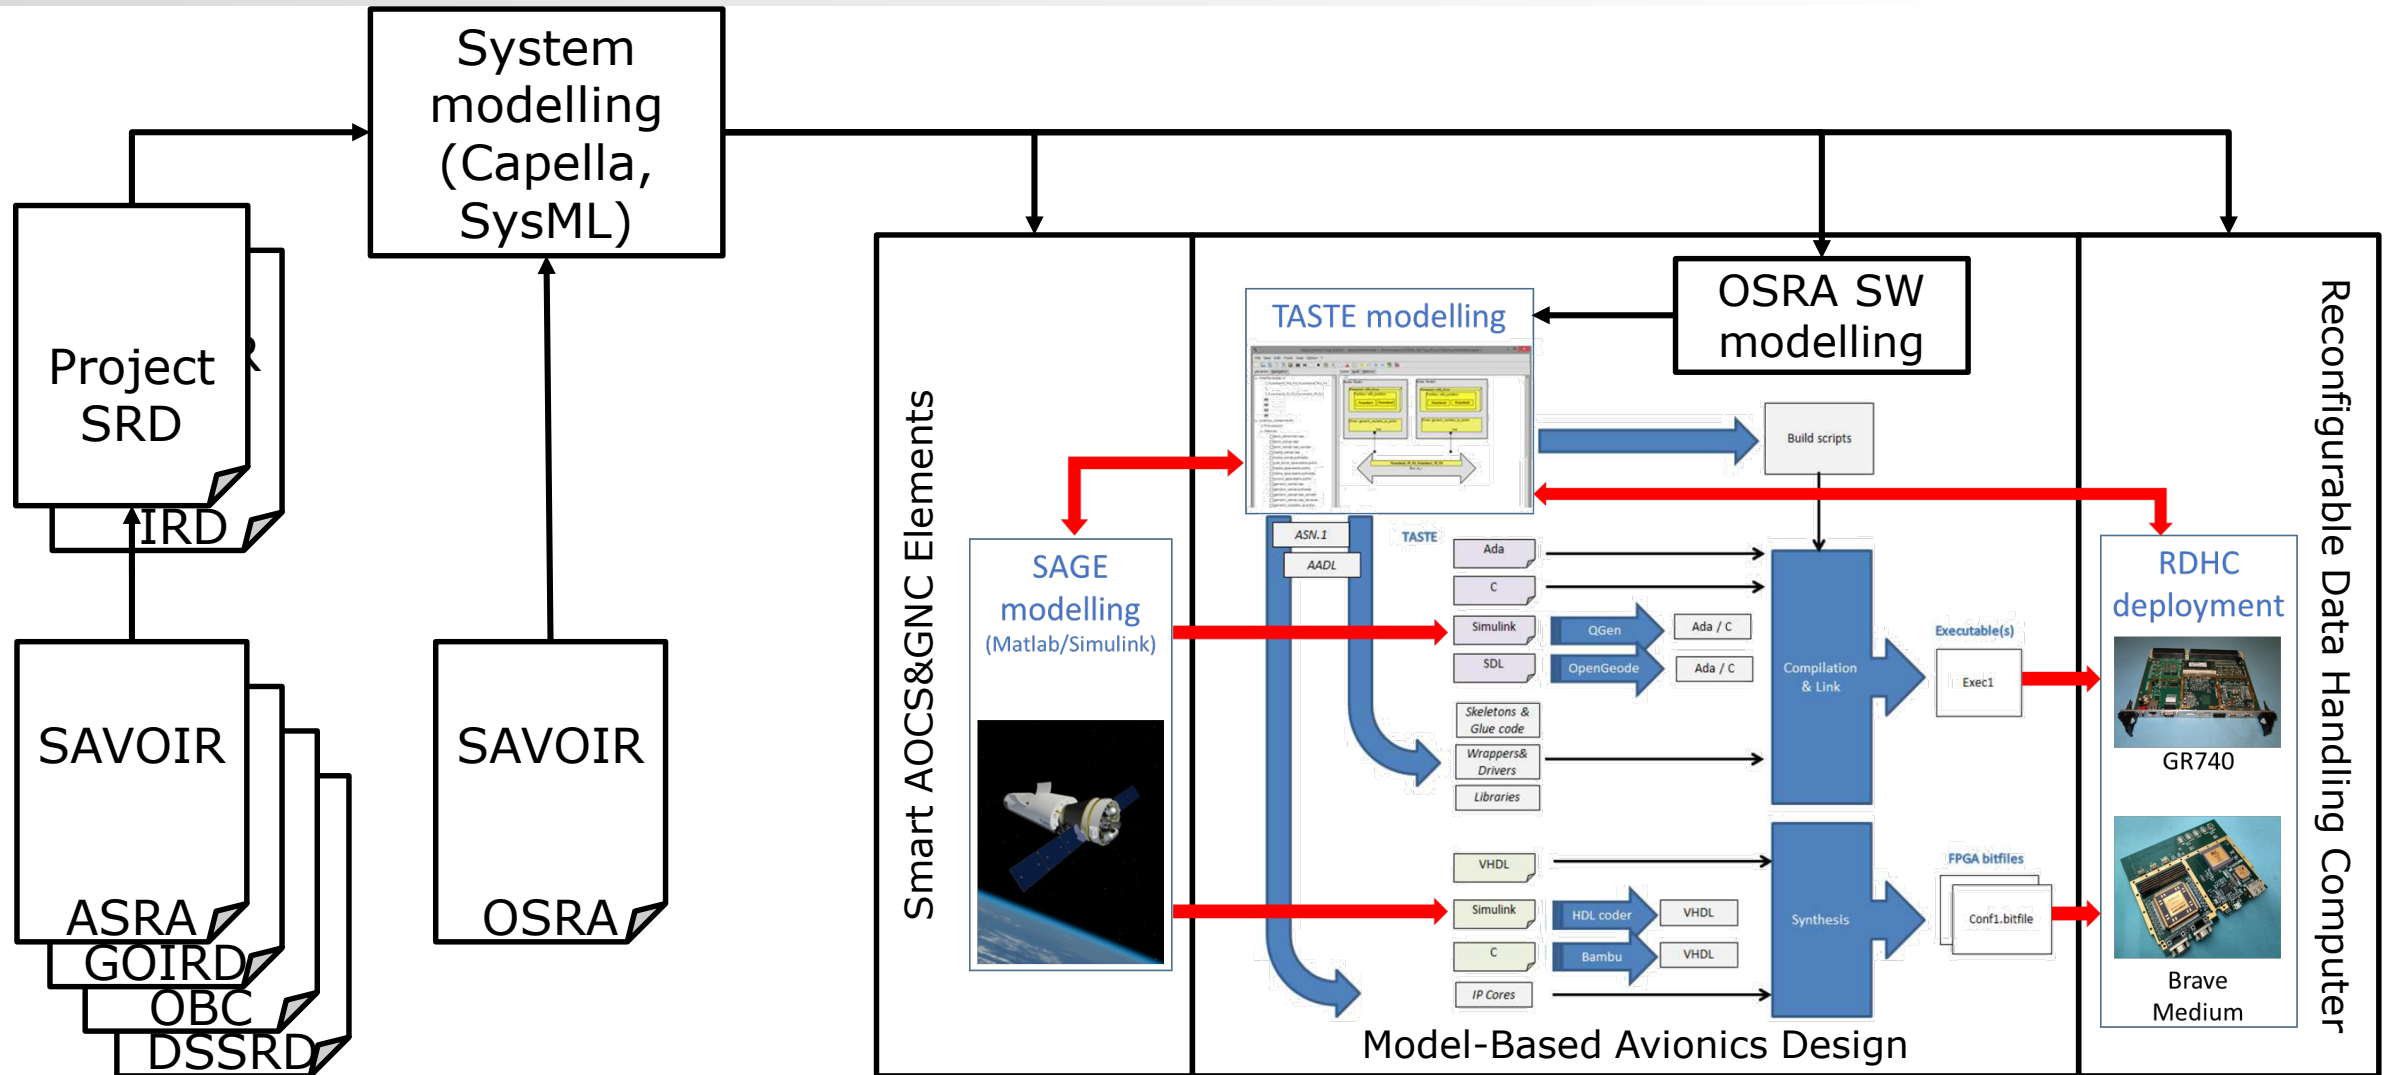 System
modelling
(Capella,
SysML)
Project
SRD
R
IRD
SAVOIR
ASRA
GOIRD
OBC
DSSRD
SAVOIR
OSRA
Smart AOCS&GNC Elements
SAGE
modelling
(Matlab/Simulink)
TASTE modelling
OSRA SW
modelling
Build scripts
ASN.1
AADL
TASTE
Ada
C
Simulink
QGen
Ada / C
SDL
OpenGeode
Ada / C
Skeletons &
Glue code
Wrappers&
Drivers
Libraries
Compilation
& Link
Executable(s)
Exec1
VHDL
Simulink
HDL coder
VHDL
C
Bambu
VHDL
IP Cores
Synthesis
FPGA bitfiles
Conf1.bitfile
Model-Based Avionics Design
RDHC
deployment
GR740
Brave
Medium
Reconfigurable Data Handling Computer